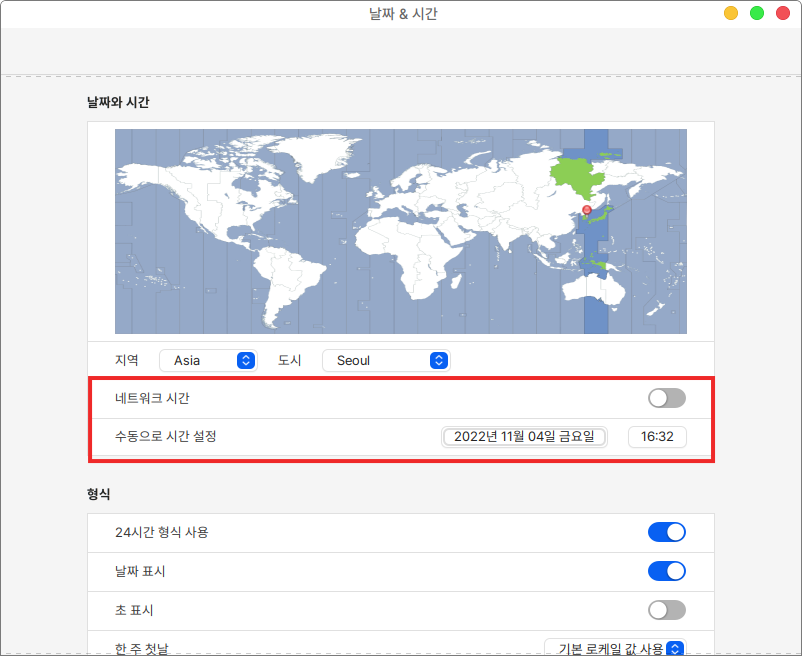 날짜 & 시간
날짜와 시간
지역 Asia 도시 Seoul
네트워크 시간
수동으로 시간 설정 2022년 11월 04일 금요일 16:32
형식
24시간 형식 사용
날짜 표시
초 표시
한 주 첫날 기본 로케일 값 사용